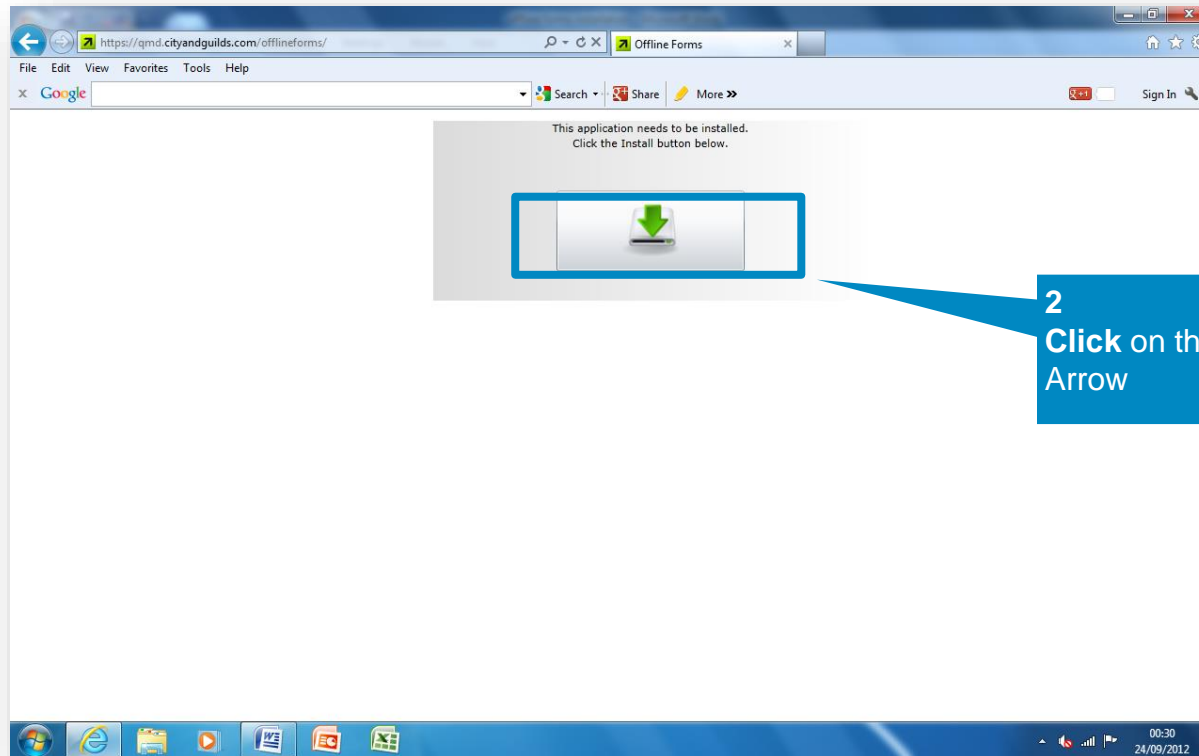 https://qmd.cityandguilds.com/offlineforms/
Offline Forms
File Edit View Favorites Tools Help
x Google Search Share More » Sign In
This application needs to be installed.
Click the Install button below.
2
Click on th
Arrow
00:30
24/09/2012